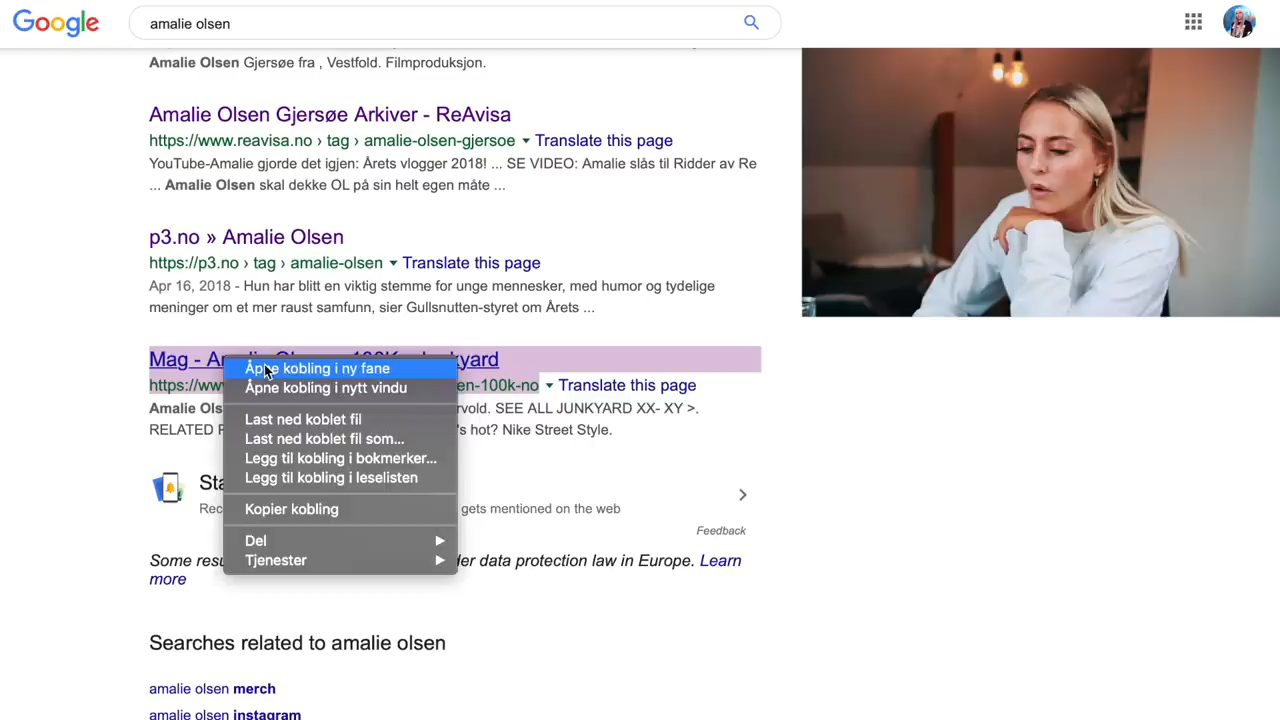 Google
amalie olsen
Amalie Olsen Gjersøe fra , Vestfold. Filmproduksjon.
Amalie Olsen Gjersøe Arkiver - ReAvisa
https://www.reavisa.no › tag › amalie-olsen-gjersoe Translate this page
YouTube-Amalie gjorde det igjen: Årets vlogger 2018! ... SE VIDEO: Amalie slås til Ridder av Re
... Amalie Olsen skal dekke OL på sin helt egen måte ...
p3.no » Amalie Olsen
https://p3.no › tag › amalie-olsen Translate this page
Apr 16, 2018 - Hun har blitt en viktig stemme for unge mennesker, med humor og tydelige
meninger om et mer raust samfunn, sier Gullsnutten-styret om Årets ...
Mag -
Åpne kobling i ny fane
en-100k-no Translate this page
Åpne kobling i nytt vindu
Amalie SEE ALL JUNKYARD XX- XY >.
Last ned koblet fil
's hot? Nike Street Style.
Last ned koblet fil som...
Legg til kobling i bokmerker...
Legg til kobling i leselisten
Kopier kobling
gets mentioned on the web
Feedback
Del
Tjenester
Some data protection law in Europe. Learn
more
Searches related to amalie olsen
amalie olsen merch
amalie olsen instagram